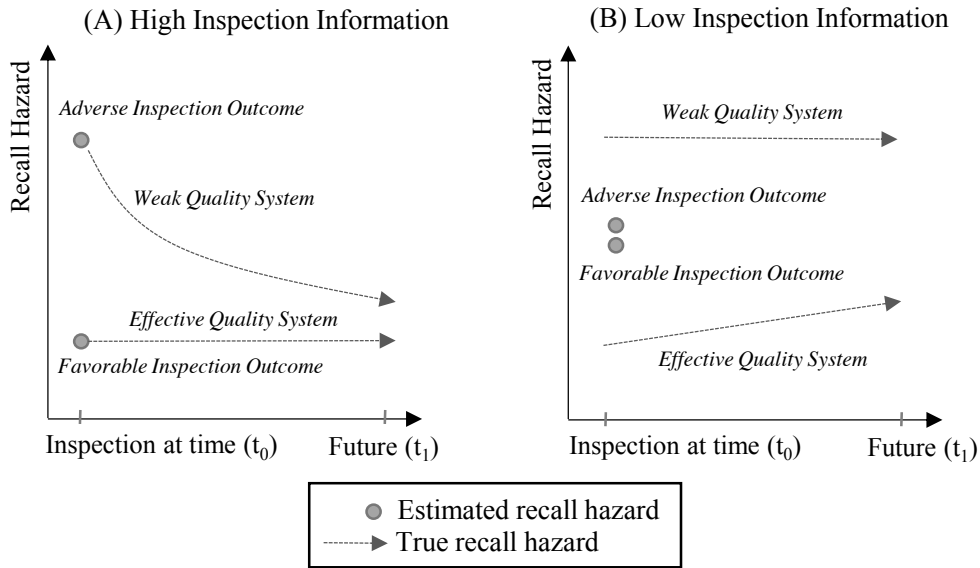 (A) High Inspection Information
Recall Hazard
Adverse Inspection Outcome
Weak Quality System
Effective Quality System
Favorable Inspection Outcome
Inspection at time (t₀)
Future (t₁)
(B) Low Inspection Information
Recall Hazard
Weak Quality System
Adverse Inspection Outcome
Favorable Inspection Outcome
Effective Quality System
Inspection at time (t₀)
Future (t₁)
Estimated recall hazard
True recall hazard